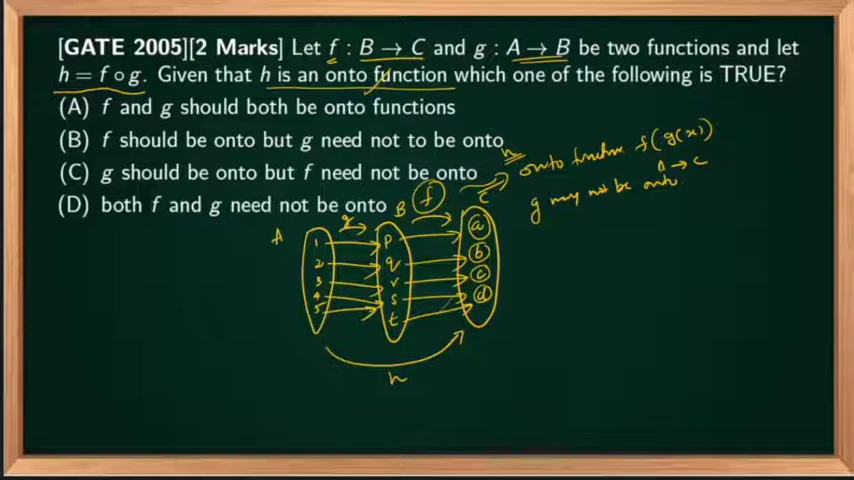 [GATE 2005][2 Marks] Let f : B → C and g : A → B be two functions and let
h = f ∘ g. Given that h is an onto function which one of the following is TRUE?
(A) f and g should both be onto functions
(B) f should be onto but g need not to be onto
(C) g should be onto but f need not be onto
(D) both f and g need not be onto
h
onto function f(g(x))
A → C
g may not be onto.
A
g
B
f
C
1
2
3
4
5
p
q
r
s
t
a
b
c
d
h